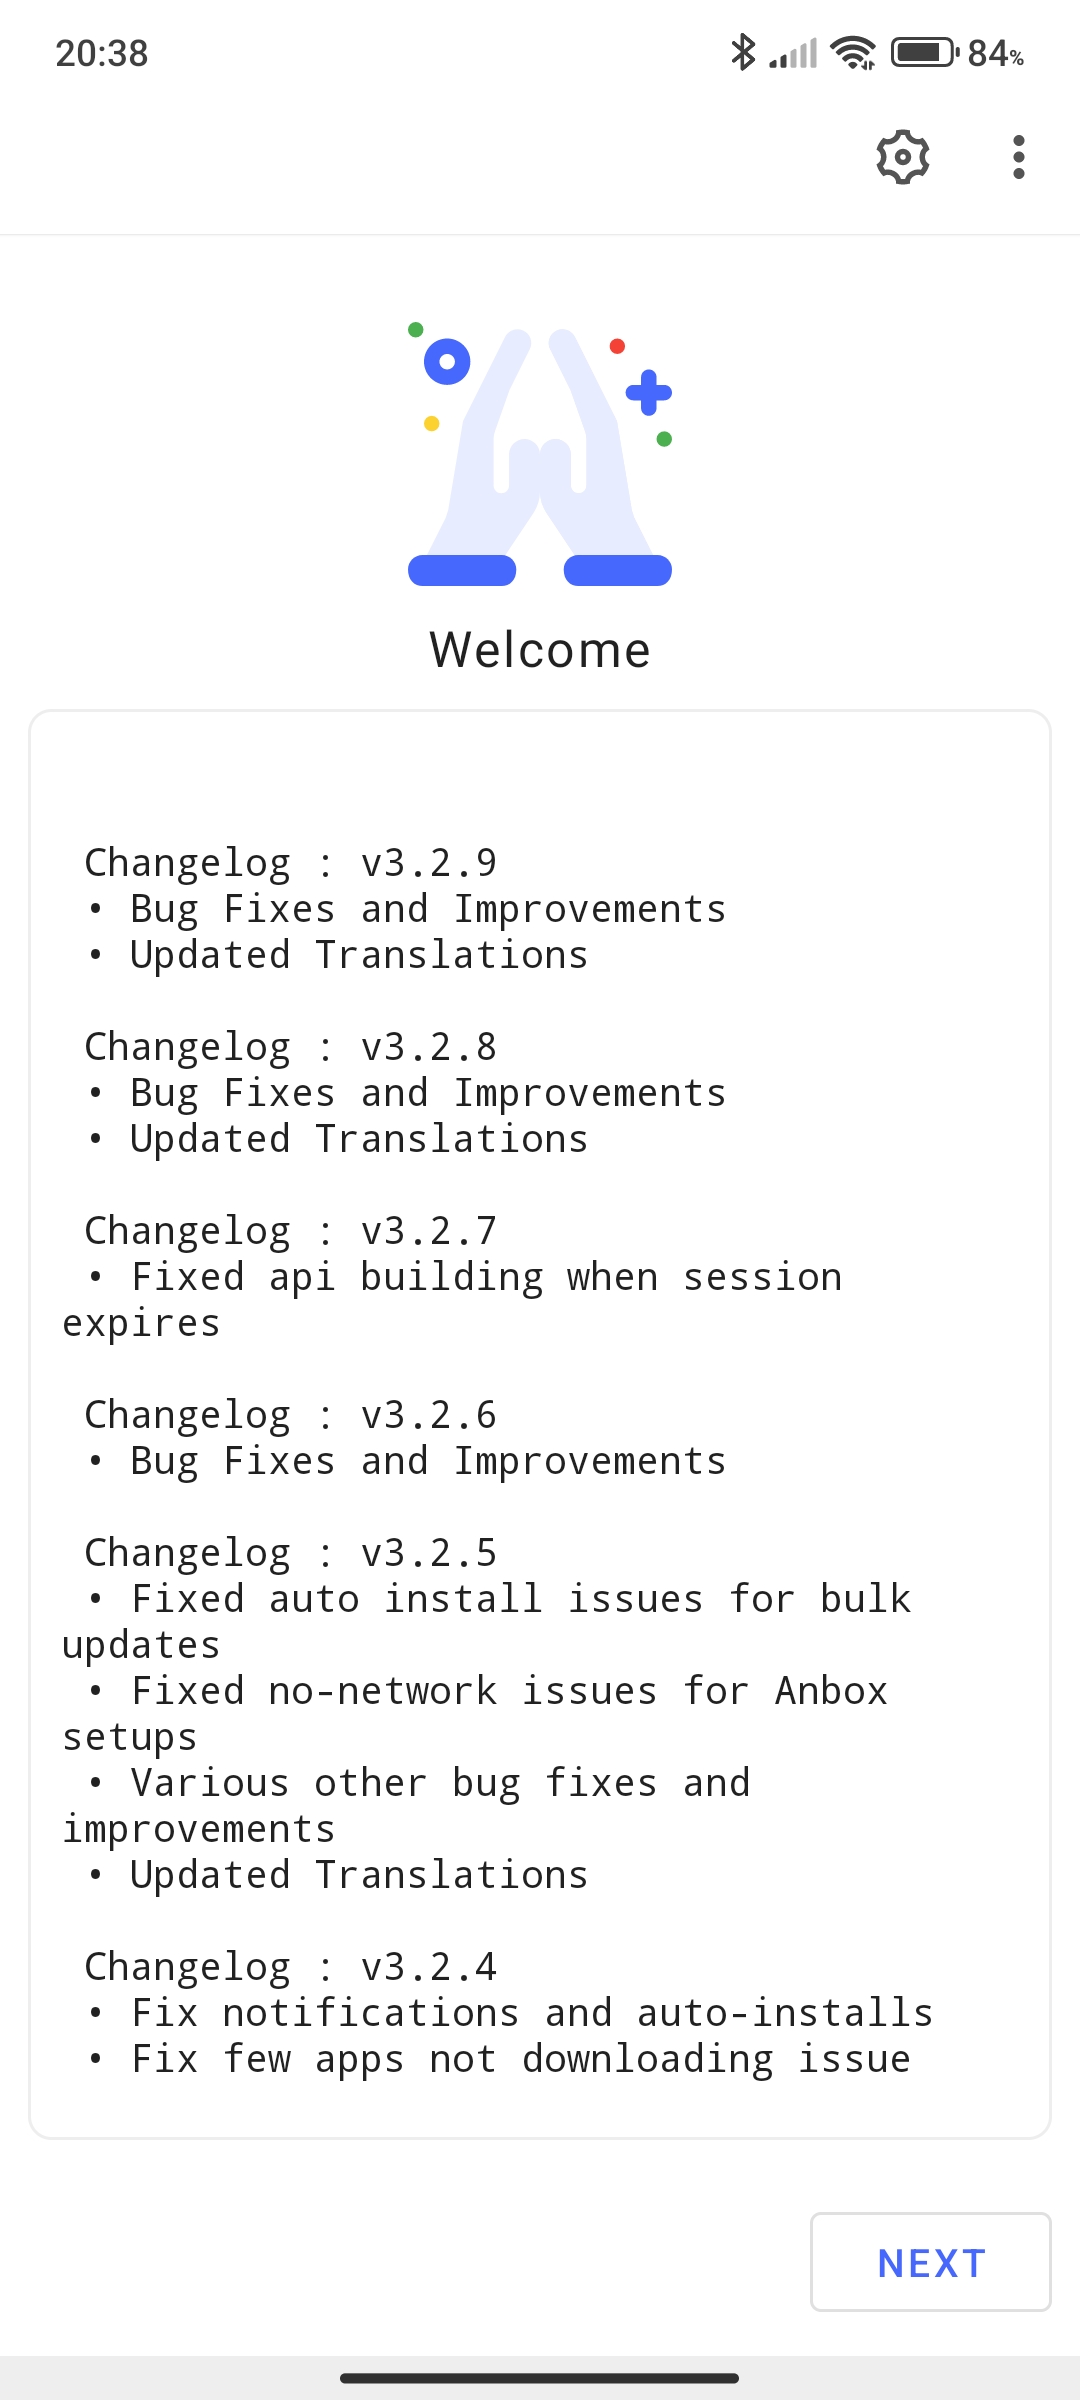 20:38
84%
Welcome
Changelog : v3.2.9
• Bug Fixes and Improvements
• Updated Translations
Changelog : v3.2.8
• Bug Fixes and Improvements
• Updated Translations
Changelog : v3.2.7
• Fixed api building when session
expires
Changelog : v3.2.6
• Bug Fixes and Improvements
Changelog : v3.2.5
• Fixed auto install issues for bulk
updates
• Fixed no-network issues for Anbox
setups
• Various other bug fixes and
improvements
• Updated Translations
Changelog : v3.2.4
• Fix notifications and auto-installs
• Fix few apps not downloading issue
NEXT